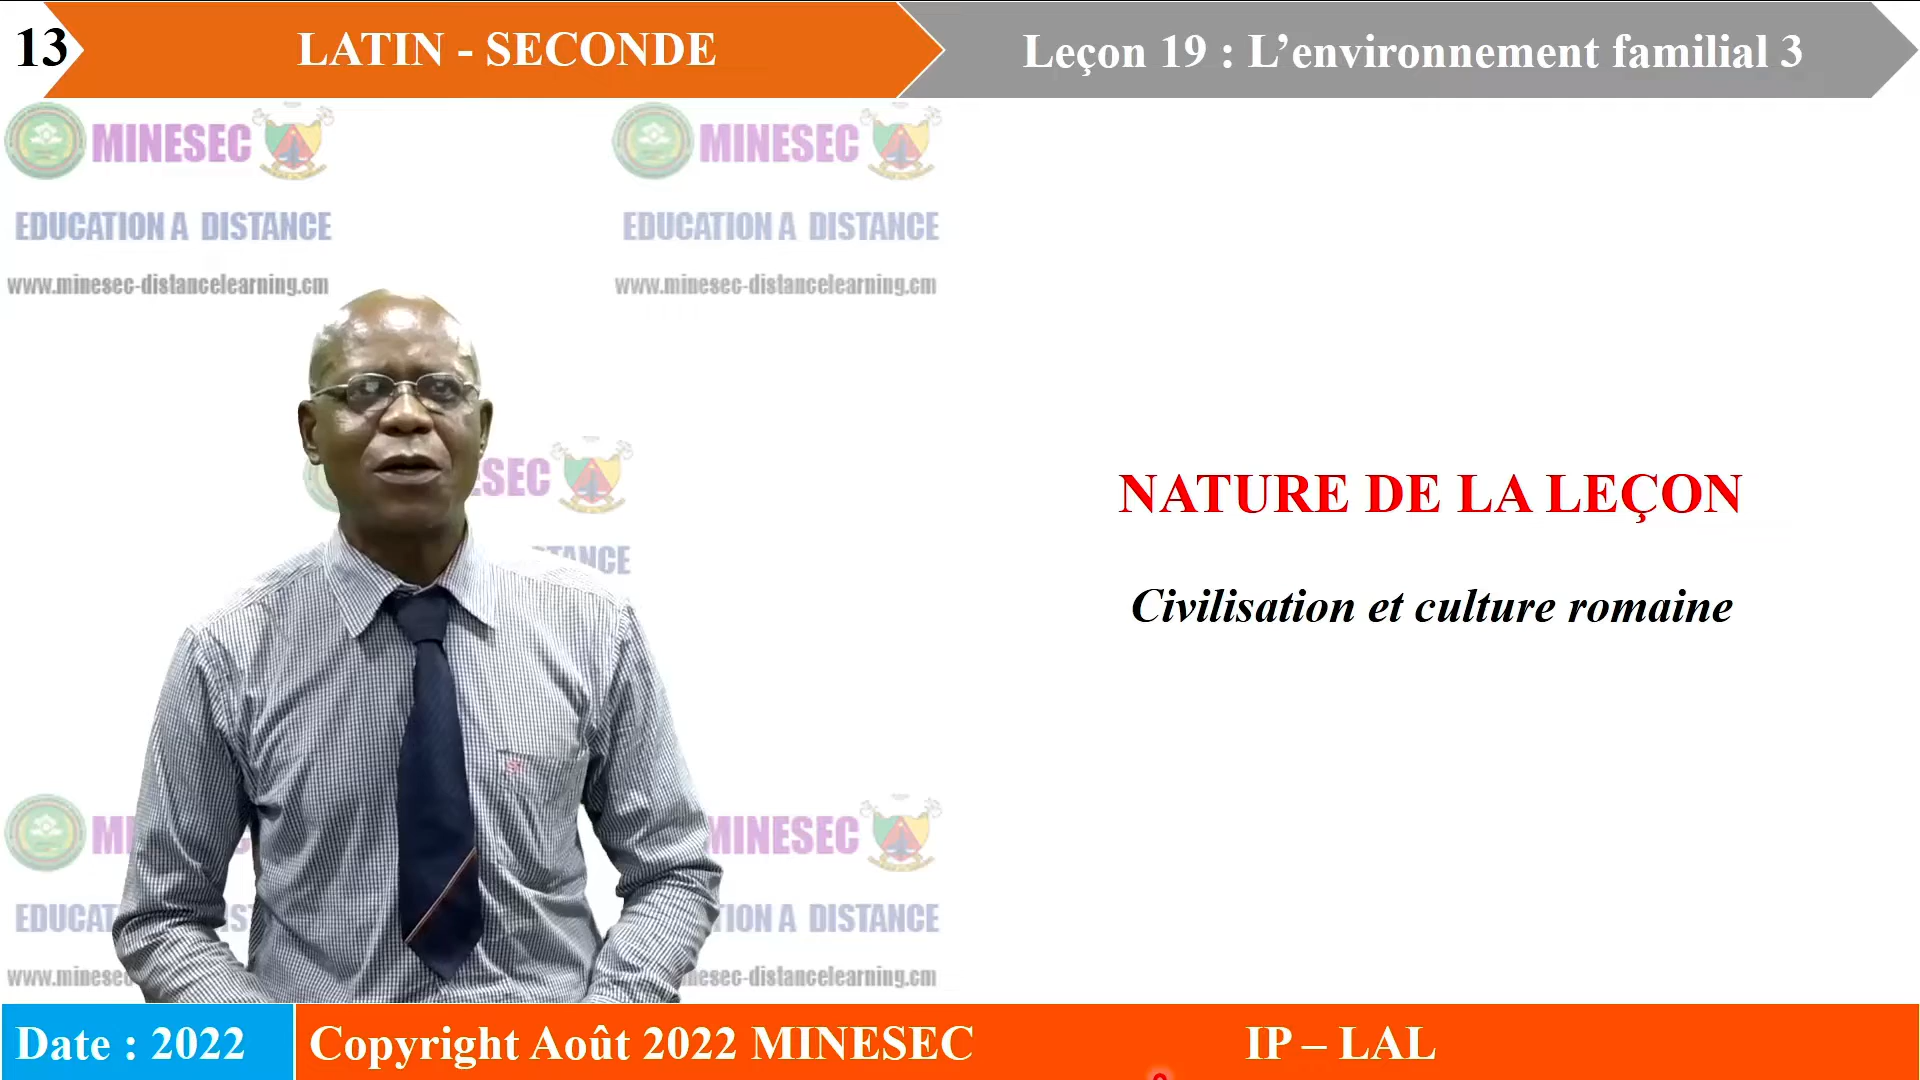 13
LATIN - SECONDE
Leçon 19 : L’environnement familial 3
MINESEC
EDUCATION A DISTANCE
www.minesec-distancelearning.cm
MINESEC
EDUCATION A DISTANCE
www.minesec-distancelearning.cm
NATURE DE LA LEÇON
Civilisation et culture romaine
MINESEC
DISTANCE
Date : 2022
Copyright Août 2022 MINESEC
IP – LAL